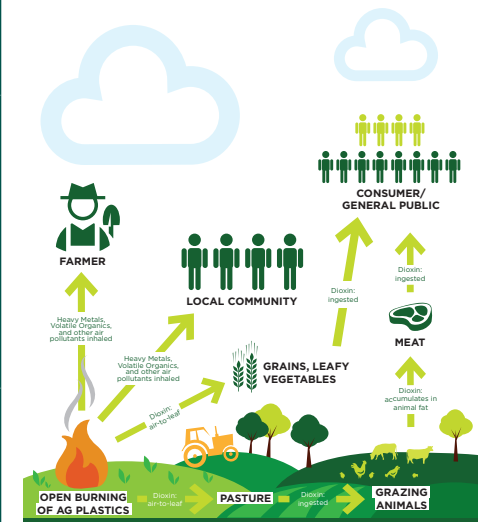 CONSUMER/
GENERAL PUBLIC
FARMER
LOCAL COMMUNITY
Dioxin:
ingested
Dioxin:
ingested
Heavy Metals,
Volatile Organics,
and other air
pollutants inhaled
MEAT
Heavy Metals,
Volatile Organics,
and other air
pollutants inhaled
GRAINS, LEAFY
VEGETABLES
Dioxin:
air-to-leaf
Dioxin:
accumulates in
animal fat
OPEN BURNING
OF AG PLASTICS
Dioxin:
air-to-leaf
PASTURE
Dioxin:
ingested
GRAZING
ANIMALS